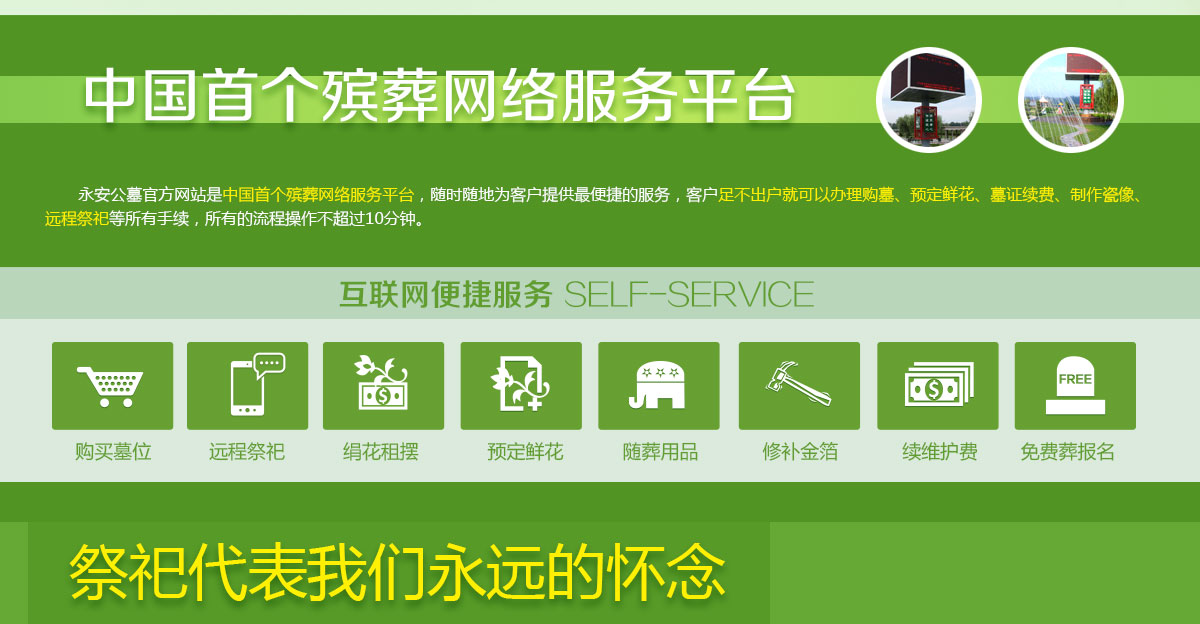 中国首个殡葬网络服务平台
永安公墓官方网站是中国首个殡葬网络服务平台，随时随地为客户提供最便捷的服务，客户足不出户就可以办理购墓、预定鲜花、墓证续费、制作瓷像、
远程祭祀等所有手续，所有的流程操作不超过10分钟。
互联网便捷服务 SELF-SERVICE
FREE
购买墓位 远程祭祀 绢花租摆 预定鲜花 随葬用品 修补金箔 续维护费 免费葬报名
祭祀代表我们永远的怀念